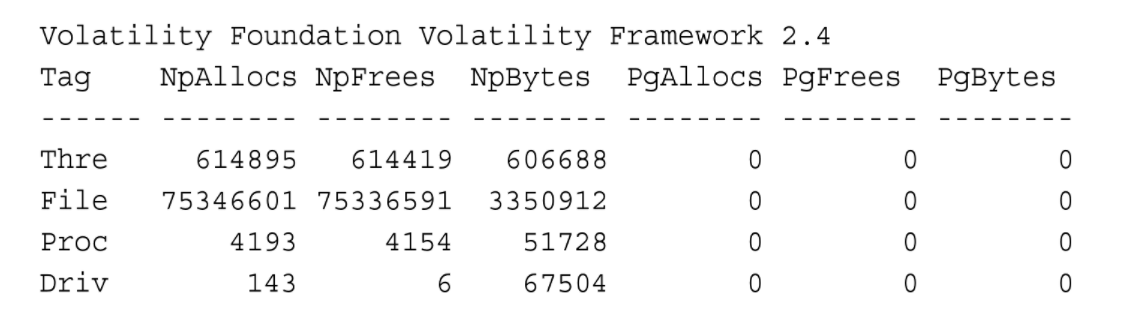 Volatility Foundation Volatility Framework 2.4
Tag    NpAllocs NpFrees  NpBytes  PgAllocs PgFrees  PgBytes
------ -------- -------- -------- -------- -------- --------
Thre     614895   614419   606688        0        0        0
File   75346601 75336591  3350912        0        0        0
Proc       4193     4154    51728        0        0        0
Driv        143        6    67504        0        0        0